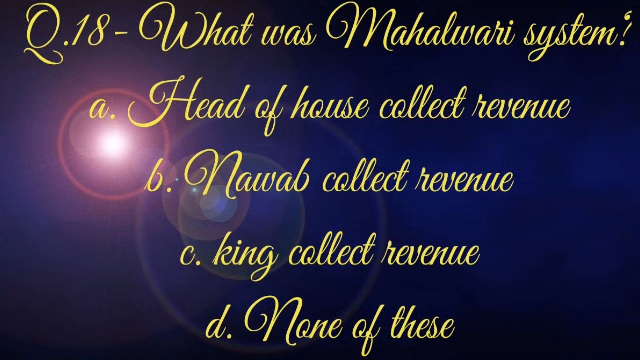 Q.18- What was Mahalwari system?
a. Head of house collect revenue
b. Nawab collect revenue
c. king collect revenue
d. None of these